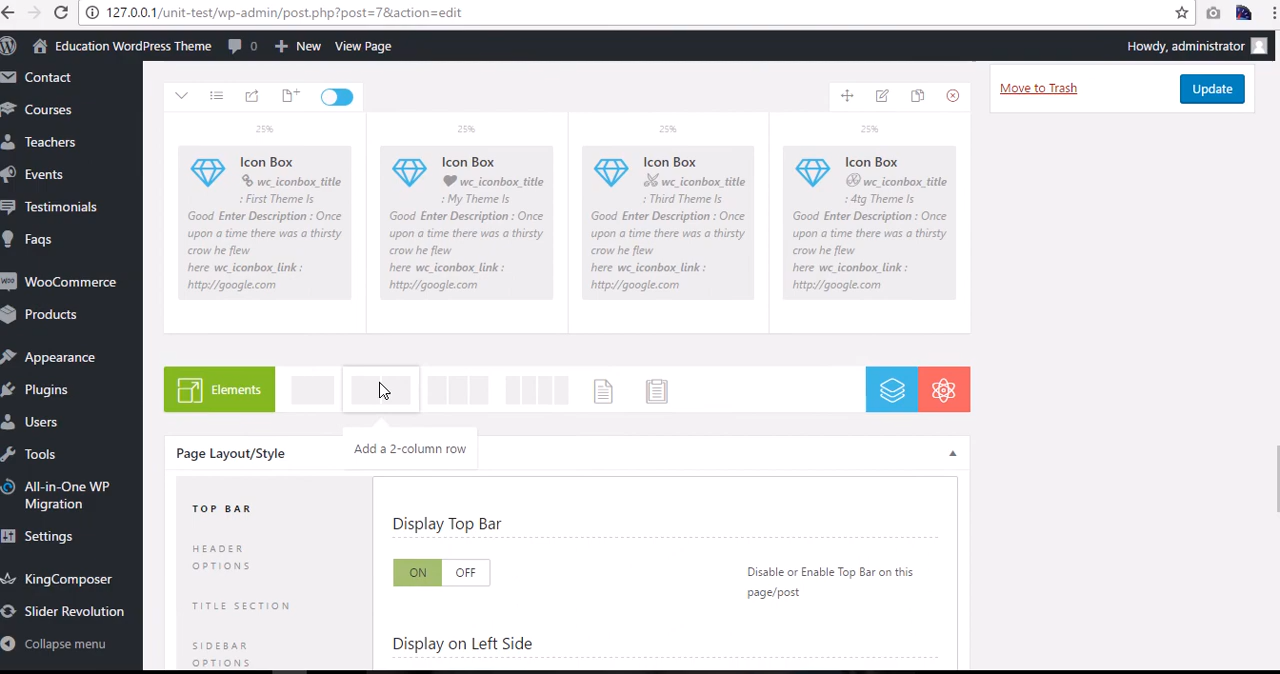 127.0.0.1/unit-test/wp-admin/post.php?post=7&action=edit
Education WordPress Theme
0
New
View Page
Howdy, administrator
Contact
Courses
Teachers
Events
Testimonials
Faqs
WooCommerce
Products
Appearance
Plugins
Users
Tools
All-in-One WP
Migration
Settings
KingComposer
Slider Revolution
Collapse menu
Move to Trash
Update
25%
Icon Box
wc_iconbox_title
: First Theme Is
Good Enter Description : Once
upon a time there was a thirsty
crow he flew
here wc_iconbox_link :
http://google.com
25%
Icon Box
wc_iconbox_title
: My Theme Is
Good Enter Description : Once
upon a time there was a thirsty
crow he flew
here wc_iconbox_link :
http://google.com
25%
Icon Box
wc_iconbox_title
: Third Theme Is
Good Enter Description : Once
upon a time there was a thirsty
crow he flew
here wc_iconbox_link :
http://google.com
25%
Icon Box
wc_iconbox_title
: 4tg Theme Is
Good Enter Description : Once
upon a time there was a thirsty
crow he flew
here wc_iconbox_link :
http://google.com
Elements
Add a 2-column row
Page Layout/Style
TOP BAR
HEADER
OPTIONS
TITLE SECTION
SIDEBAR
OPTIONS
Display Top Bar
ON OFF
Disable or Enable Top Bar on this
page/post
Display on Left Side